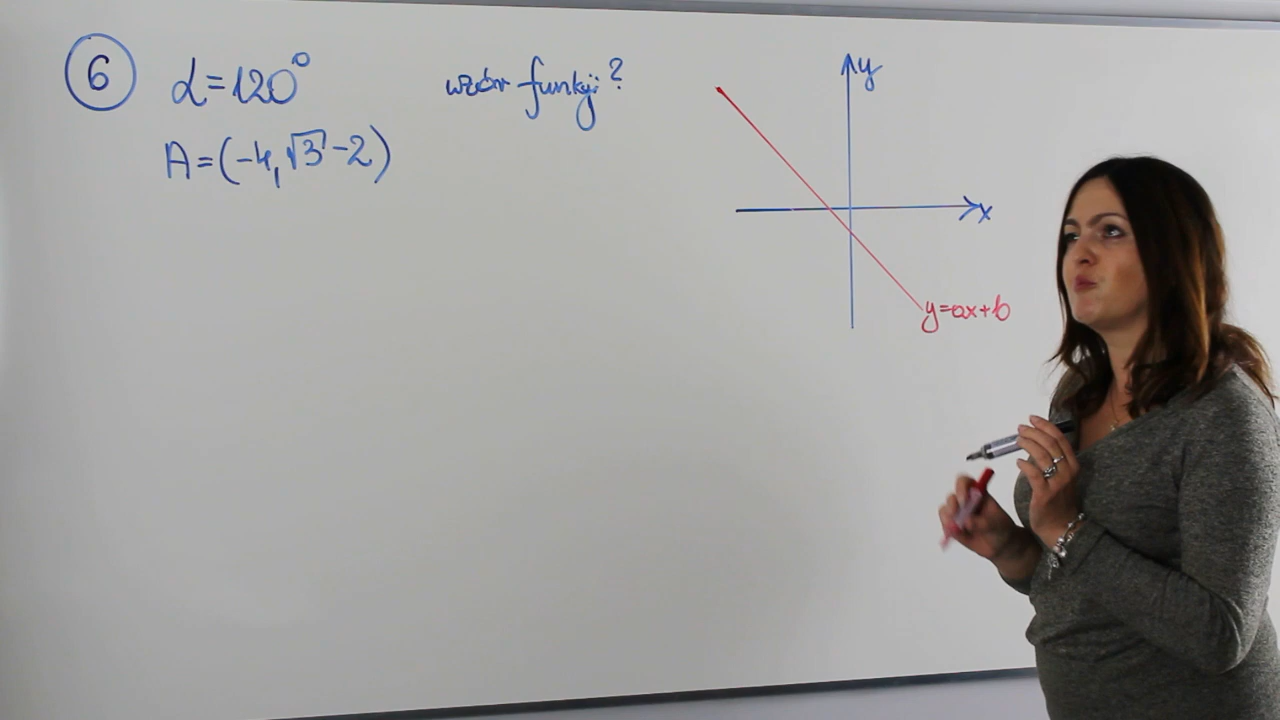 6 α=120° wzór funkcji?
A=(-4,√3-2)
y
x
y=ax+b